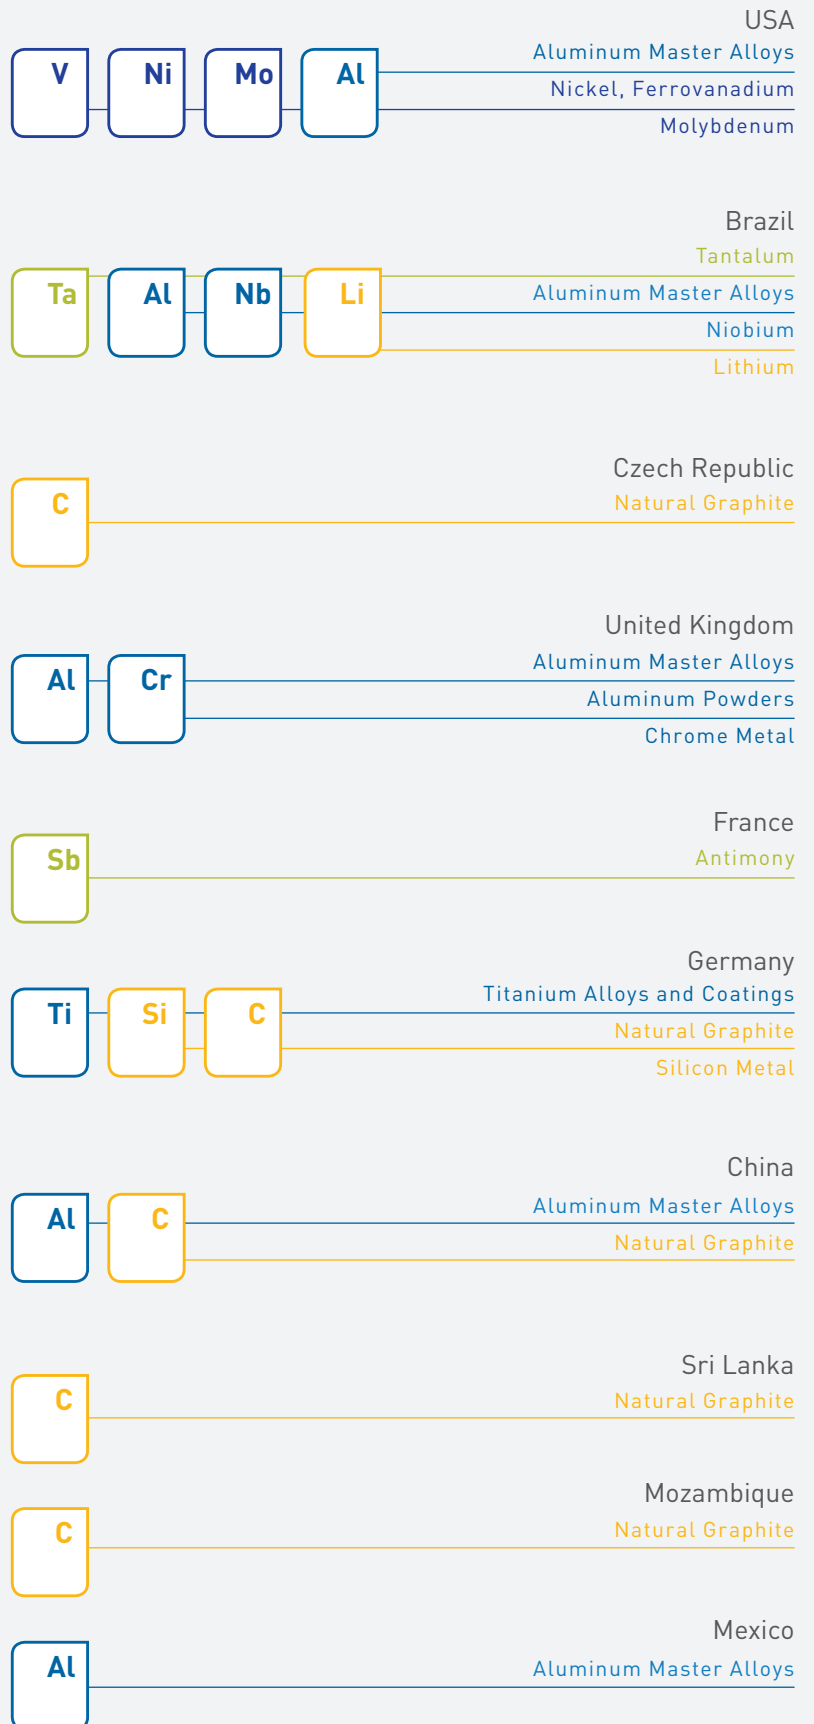 USA
Aluminum Master Alloys
V Ni Mo Al
Nickel, Ferrovanadium
Molybdenum
Brazil
Tantalum
Ta Al Nb Li
Aluminum Master Alloys
Niobium
Lithium
Czech Republic
C Natural Graphite
United Kingdom
Aluminum Master Alloys
Al Cr
Aluminum Powders
Chrome Metal
France
Sb Antimony
Germany
Titanium Alloys and Coatings
Ti Si C
Natural Graphite
Silicon Metal
China
Aluminum Master Alloys
Al C
Natural Graphite
Sri Lanka
C Natural Graphite
Mozambique
C Natural Graphite
Mexico
Al Aluminum Master Alloys